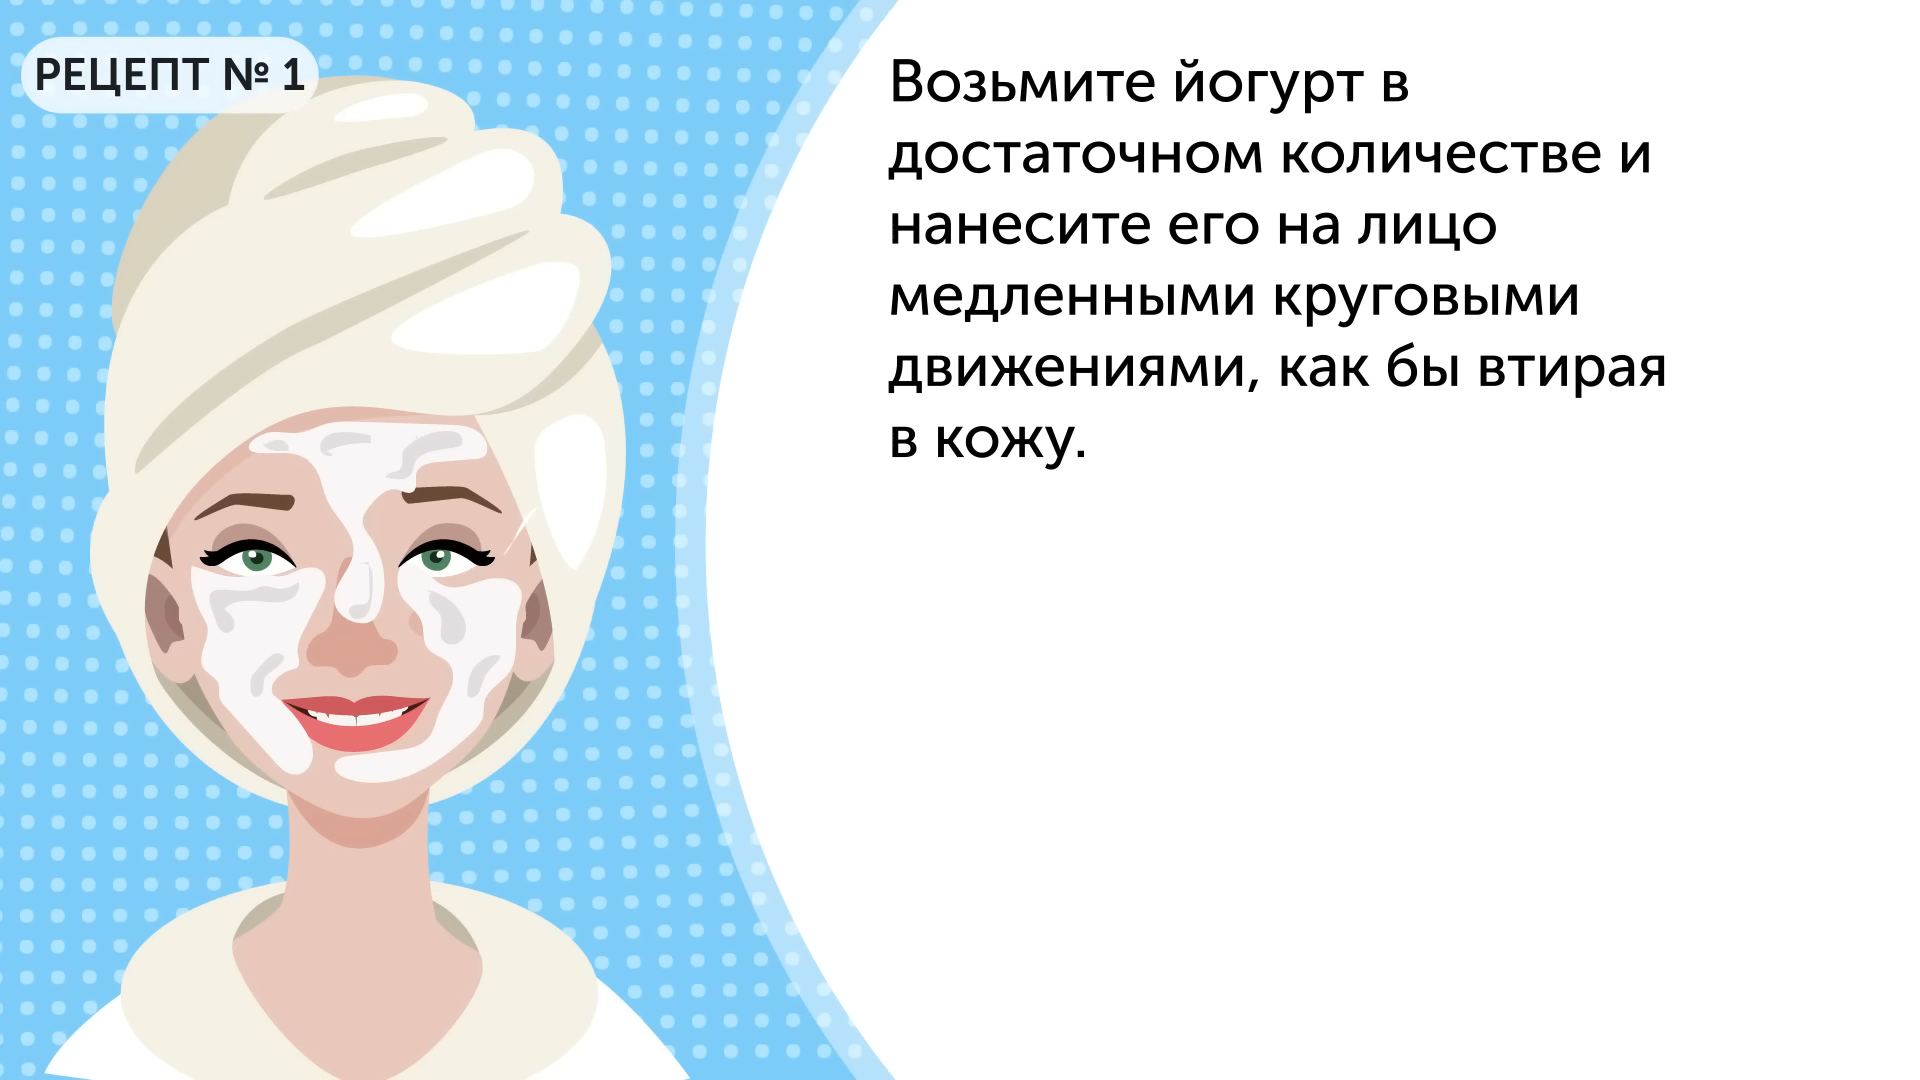 РЕЦЕПТ № 1
Возьмите йогурт в
достаточном количестве и
нанесите его на лицо
медленными круговыми
движениями, как бы втирая
в кожу.